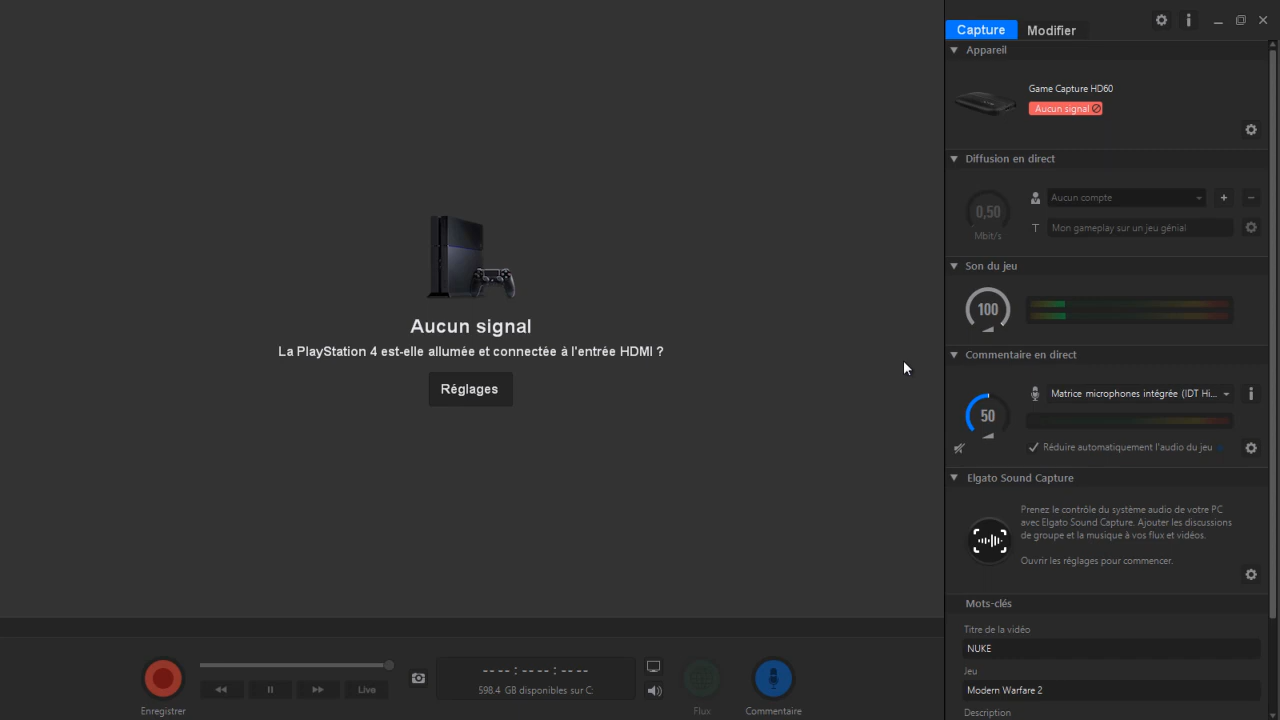 Capture
Modifier
Appareil
Game Capture HD60
Aucun signal
Diffusion en direct
0,50
Mbit/s
Aucun compte
T
Mon gameplay sur un jeu génial
Son du jeu
100
Aucun signal
La PlayStation 4 est-elle allumée et connectée à l'entrée HDMI ?
Réglages
Commentaire en direct
50
Matrice microphones intégrée (IDT Hi...
Réduire automatiquement l'audio du jeu
Elgato Sound Capture
Prenez le contrôle du système audio de votre PC
avec Elgato Sound Capture. Ajouter les discussions
de groupe et la musique à vos flux et vidéos.
Ouvrir les réglages pour commencer.
Mots-clés
Titre de la vidéo
NUKE
Jeu
Modern Warfare 2
Description
Live
-- -- : -- -- : -- --
598.4 GB disponibles sur C:
Enregistrer
Flux
Commentaire